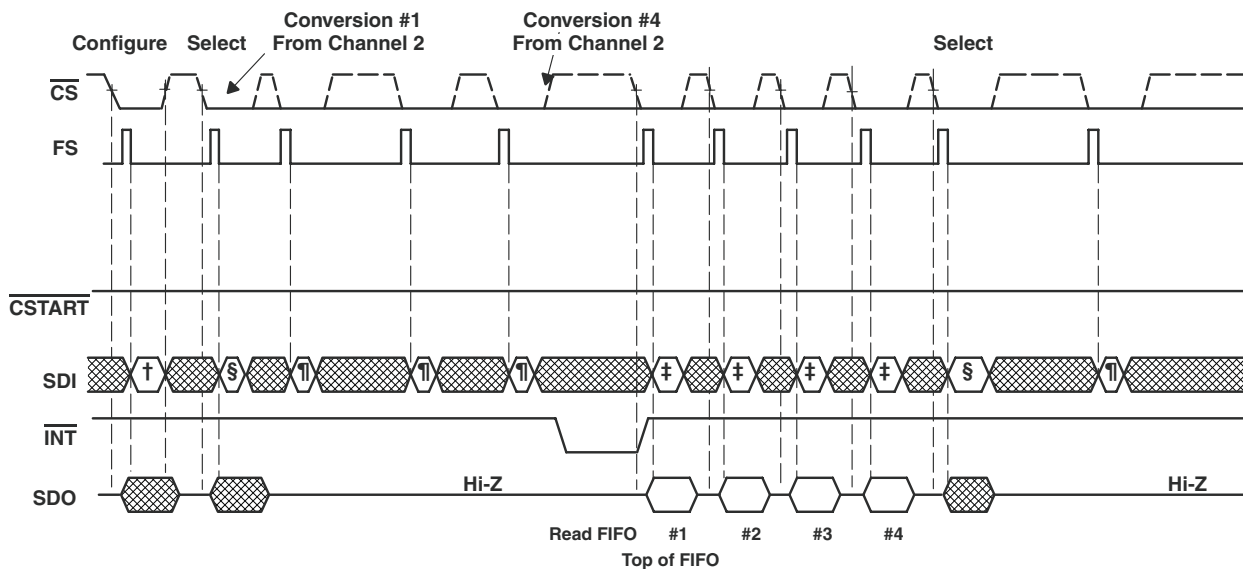 Conversion #1
From Channel 2
Conversion #4
From Channel 2
Configure
Select
Select
CS
FS
CSTART
SDI
†
§
¶
¶
¶
‡
‡
‡
‡
§
¶
INT
SDO
Hi-Z
Hi-Z
Read FIFO
#1
#2
#3
#4
Top of FIFO